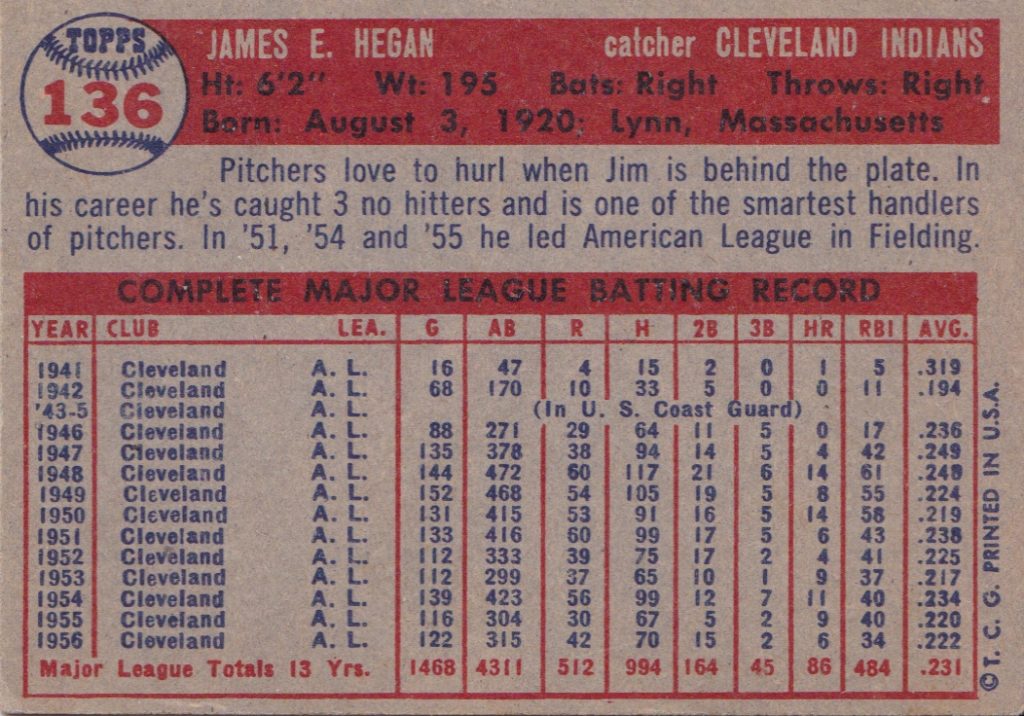 TOPPS
136
JAMES E. HEGAN catcher CLEVELAND INDIANS
Ht: 6'2" Wt: 195 Bats: Right Throws: Right
Born: August 3, 1920; Lynn, Massachusetts
Pitchers love to hurl when Jim is behind the plate. In
his career he's caught 3 no hitters and is one of the smartest handlers
of pitchers. In '51, '54 and '55 he led American League in Fielding.
COMPLETE MAJOR LEAGUE BATTING RECORD
YEAR CLUB LEA. G AB R H 2B 3B HR RBI AVG.
1941 Cleveland A. L. 16 47 4 15 2 0 1 5 .319
1942 Cleveland A. L. 68 170 10 33 5 0 0 11 .194
'43-5 Cleveland A. L. (In U. S. Coast Guard)
1946 Cleveland A. L. 88 271 29 64 11 5 0 17 .236
1947 Cleveland A. L. 135 378 38 94 14 5 4 42 .249
1948 Cleveland A. L. 144 472 60 117 21 6 14 61 .248
1949 Cleveland A. L. 152 468 54 105 19 5 8 55 .224
1950 Cleveland A. L. 131 415 53 91 16 5 14 58 .219
1951 Cleveland A. L. 133 416 60 99 17 5 6 43 .238
1952 Cleveland A. L. 112 333 39 75 17 2 4 41 .225
1953 Cleveland A. L. 112 299 37 65 10 1 9 37 .217
1954 Cleveland A. L. 139 423 56 99 12 7 11 40 .234
1955 Cleveland A. L. 116 304 30 67 5 2 9 40 .220
1956 Cleveland A. L. 122 315 42 70 15 2 6 34 .222
Major League Totals 13 Yrs. 1468 4311 512 994 164 45 86 484 .231
©T. C. G. PRINTED IN U.S.A.